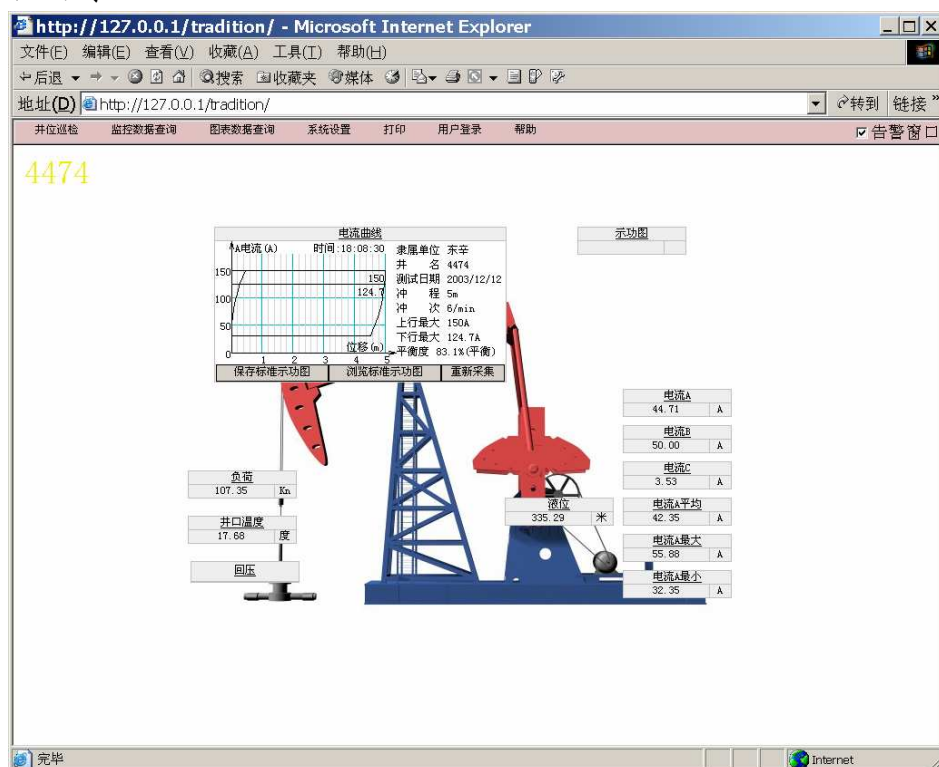 http://127.0.0.1/tradition/ - Microsoft Internet Explorer
文件(F) 编辑(E) 查看(V) 收藏(A) 工具(T) 帮助(H)
后退 搜索 收藏夹 媒体
地址(D) http://127.0.0.1/tradition/ 转到 链接 »
井位巡检 监控数据查询 图表数据查询 系统设置 打印 用户登录 帮助 告警窗口
4474
电流曲线
A电流(A) 时间:18:08:30
150
100
50
0
1 2 3 4 5
150
124.7
位移(m)
隶属单位 东辛
井 名 4474
测试日期 2003/12/12
冲 程 5m
冲 次 6/min
上行最大 150A
下行最大 124.7A
平衡度 83.1%(平衡)
保存标准示功图 浏览标准示功图 重新采集
示功图
电流A
44.71 A
电流B
50.00 A
电流C
3.53 A
电流A平均
42.35 A
电流A最大
55.88 A
电流A最小
32.35 A
负荷
107.35 Kn
井口温度
17.68 度
回压
液位
335.29 米
完毕 Internet